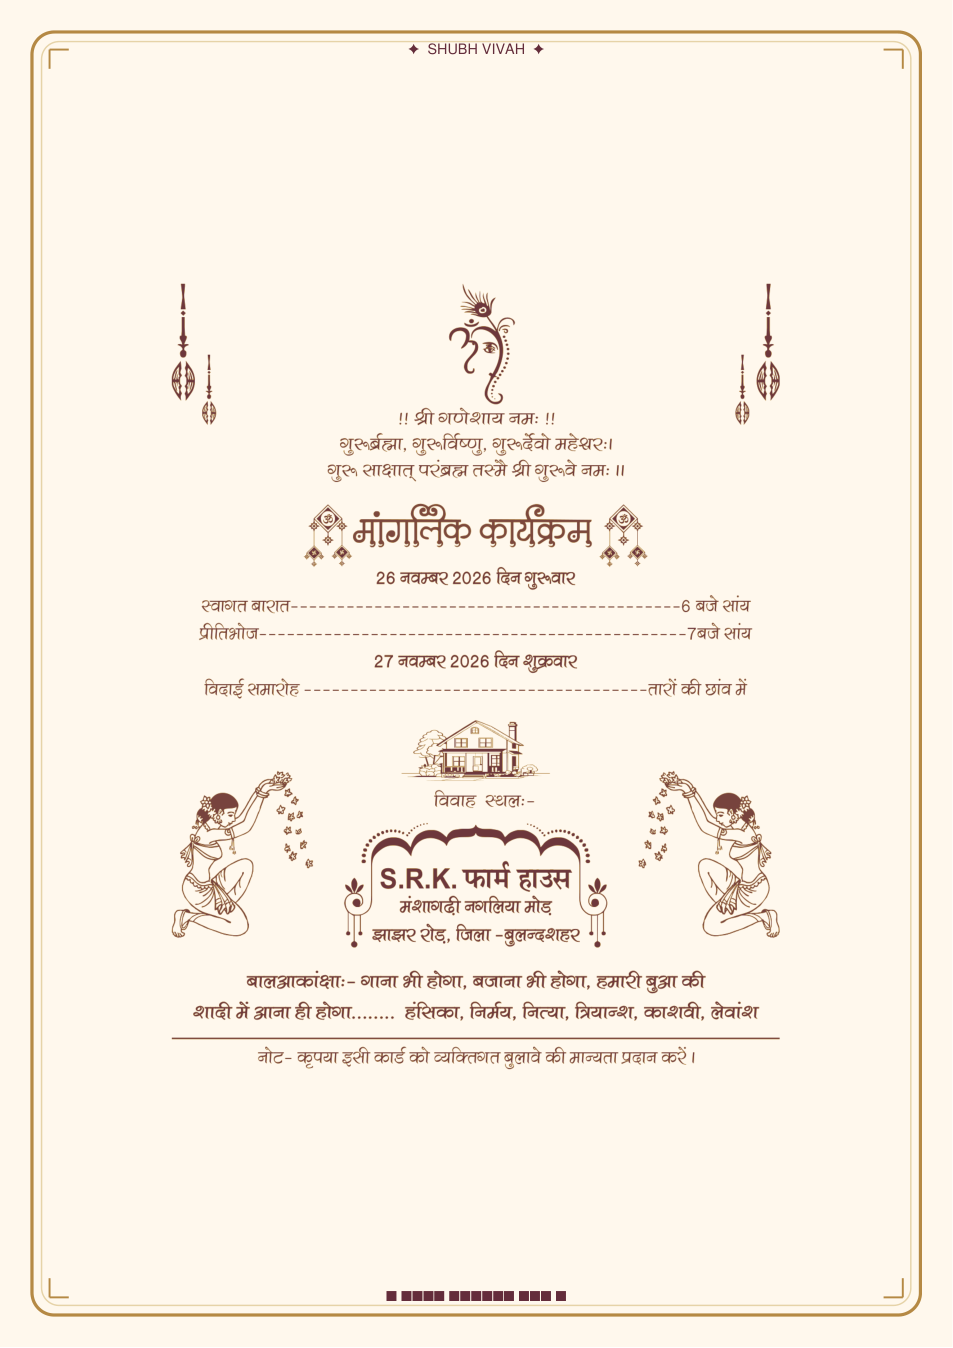 ✦ SHUBH VIVAH ✦
!! श्री गणेशाय नमः !!
गुरूर्ब्रह्मा, गुरूर्विष्णु, गुरूर्देवो महेश्वरः।
गुरू साक्षात् परंब्रह्म तस्मै श्री गुरूवे नमः ।।
मांगलिक कार्यक्रम
26 नवम्बर 2026 दिन गुरूवार
स्वागत बारात------------------------------------------6 बजे सांय
प्रीतिभोज----------------------------------------------7बजे सांय
27 नवम्बर 2026 दिन शुक्रवार
विदाई समारोह -------------------------------------तारों की छांव में
विवाह स्थलः-
S.R.K. फार्म हाउस
मंशागढ़ी नगलिया मोड़
झाझर रोड़, जिला -बुलन्दशहर
बालआकांक्षाः- गाना भी होगा, बजाना भी होगा, हमारी बुआ की
शादी में आना ही होगा........ हंसिका, निर्मय, नित्या, त्रियान्श, काशवी, लेवांश
नोट- कृपया इसी कार्ड को व्यक्तिगत बुलावे की मान्यता प्रदान करें ।